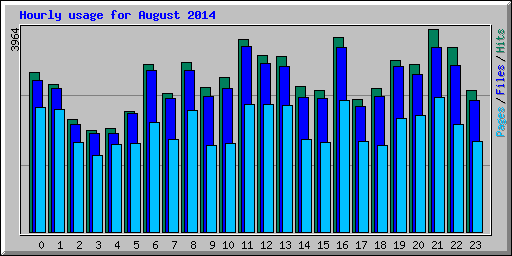 Hourly usage for August 2014
3964
Pages / Files / Hits
0 1 2 3 4 5 6 7 8 9 10 11 12 13 14 15 16 17 18 19 20 21 22 23